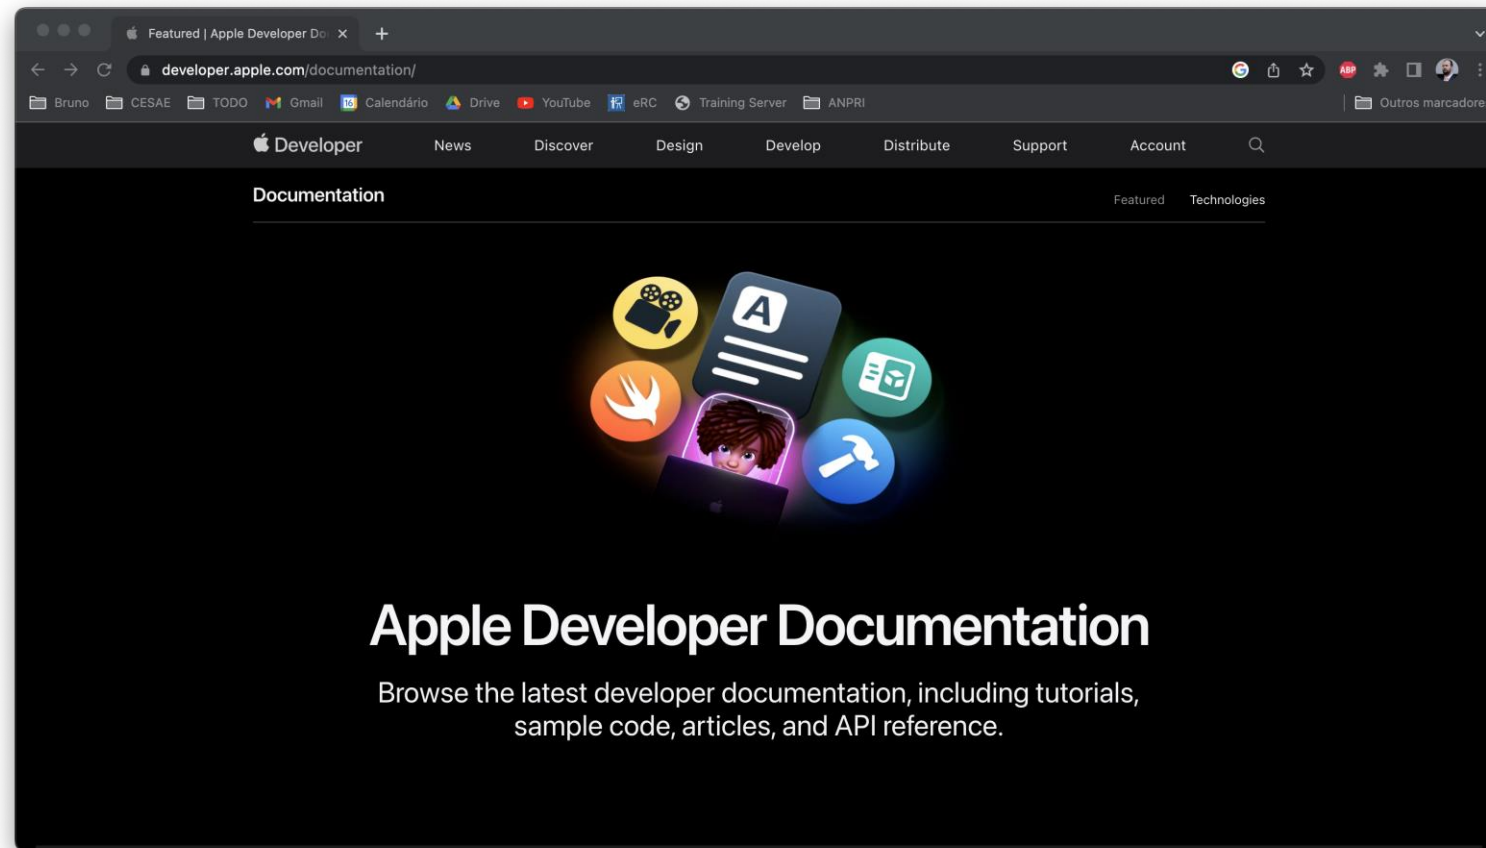 Featured | Apple Developer Do
developer.apple.com/documentation/
ABP
Bruno CESAE TODO Gmail 16 Calendário Drive YouTube eRC Training Server ANPRI Outros marcadore
Developer News Discover Design Develop Distribute Support Account
Documentation Featured Technologies
A
Apple Developer Documentation
Browse the latest developer documentation, including tutorials,
sample code, articles, and API reference.